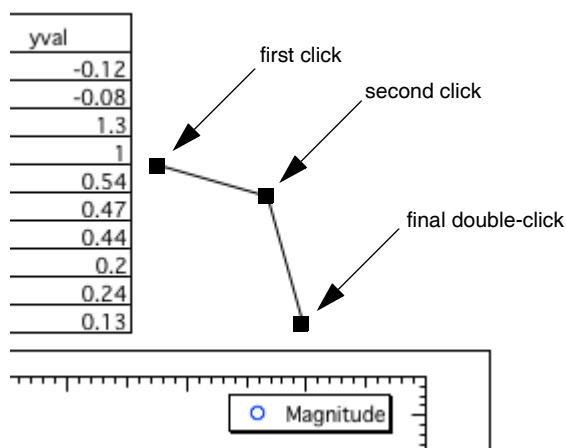 yval
-0.12
-0.08
1.3
1
0.54
0.47
0.44
0.2
0.24
0.13
first click
second click
final double-click
Magnitude